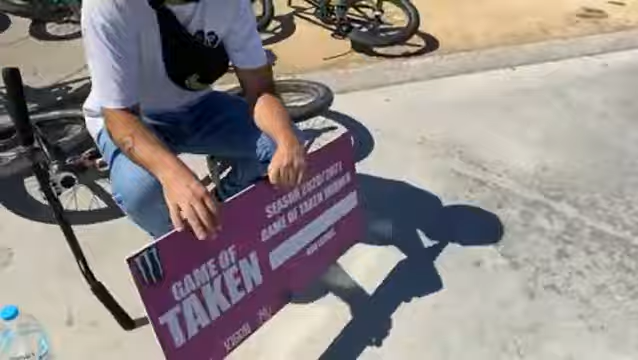 SEASON 2020/2021
GAME OF TAKEN WINNER
GAME OF
TAKEN